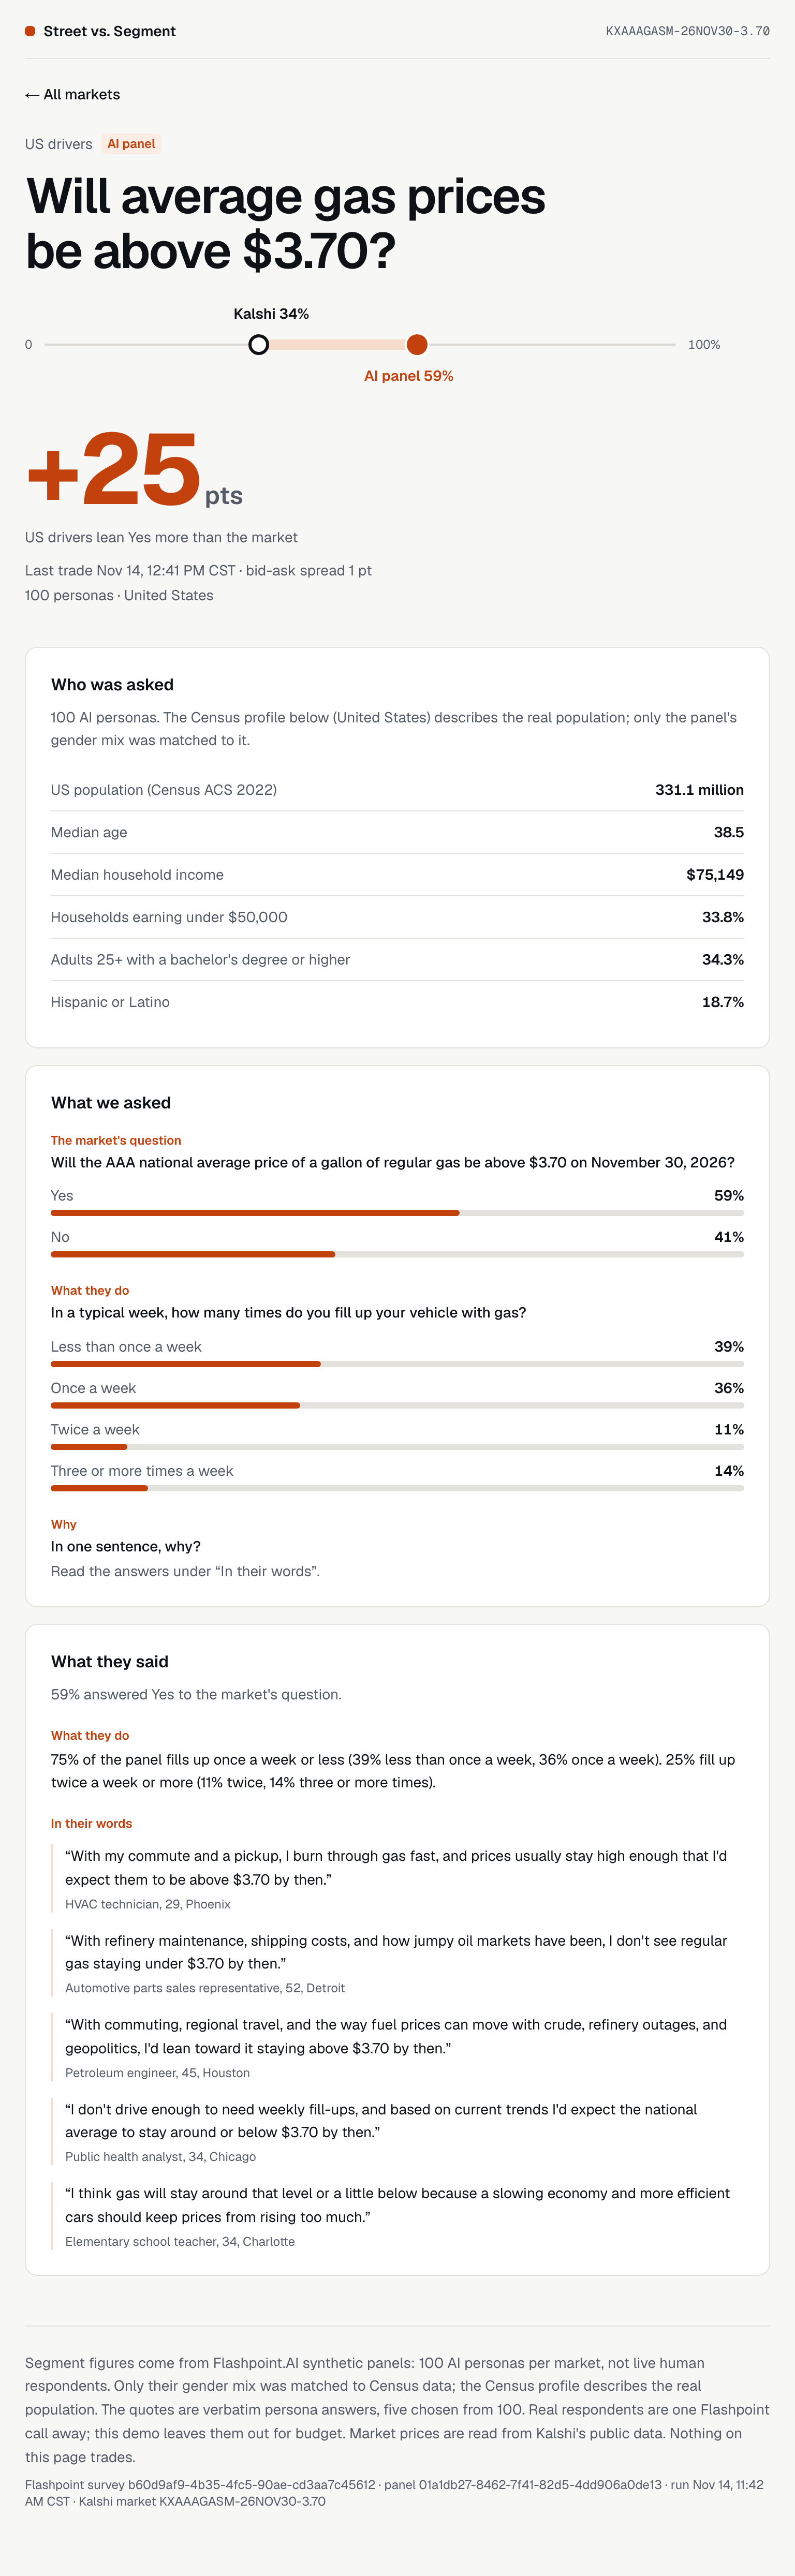 Street vs. Segment
KXAAAGASM-26NOV30-3.70
← All markets
US drivers AI panel
Will average gas prices
be above $3.70?
Kalshi 34%
0
100%
AI panel 59%
+25 pts
US drivers lean Yes more than the market
Last trade Nov 14, 12:41 PM CST · bid-ask spread 1 pt
100 personas · United States
Who was asked
100 AI personas. The Census profile below (United States) describes the real population; only the panel's
gender mix was matched to it.
US population (Census ACS 2022) 331.1 million
Median age 38.5
Median household income $75,149
Households earning under $50,000 33.8%
Adults 25+ with a bachelor's degree or higher 34.3%
Hispanic or Latino 18.7%
What we asked
The market's question
Will the AAA national average price of a gallon of regular gas be above $3.70 on November 30, 2026?
Yes 59%
No 41%
What they do
In a typical week, how many times do you fill up your vehicle with gas?
Less than once a week 39%
Once a week 36%
Twice a week 11%
Three or more times a week 14%
Why
In one sentence, why?
Read the answers under “In their words”.
What they said
59% answered Yes to the market's question.
What they do
75% of the panel fills up once a week or less (39% less than once a week, 36% once a week). 25% fill up
twice a week or more (11% twice, 14% three or more times).
In their words
“With my commute and a pickup, I burn through gas fast, and prices usually stay high enough that I'd
expect them to be above $3.70 by then.”
HVAC technician, 29, Phoenix
“With refinery maintenance, shipping costs, and how jumpy oil markets have been, I don't see regular
gas staying under $3.70 by then.”
Automotive parts sales representative, 52, Detroit
“With commuting, regional travel, and the way fuel prices can move with crude, refinery outages, and
geopolitics, I'd lean toward it staying above $3.70 by then.”
Petroleum engineer, 45, Houston
“I don't drive enough to need weekly fill-ups, and based on current trends I'd expect the national
average to stay around or below $3.70 by then.”
Public health analyst, 34, Chicago
“I think gas will stay around that level or a little below because a slowing economy and more efficient
cars should keep prices from rising too much.”
Elementary school teacher, 34, Charlotte
Segment figures come from Flashpoint.AI synthetic panels: 100 AI personas per market, not live human
respondents. Only their gender mix was matched to Census data; the Census profile describes the real
population. The quotes are verbatim persona answers, five chosen from 100. Real respondents are one Flashpoint
call away; this demo leaves them out for budget. Market prices are read from Kalshi's public data. Nothing on
this page trades.
Flashpoint survey b60d9af9-4b35-4fc5-90ae-cd3aa7c45612 · panel 01a1db27-8462-7f41-82d5-4dd906a0de13 · run Nov 14, 11:42
AM CST · Kalshi market KXAAAGASM-26NOV30-3.70